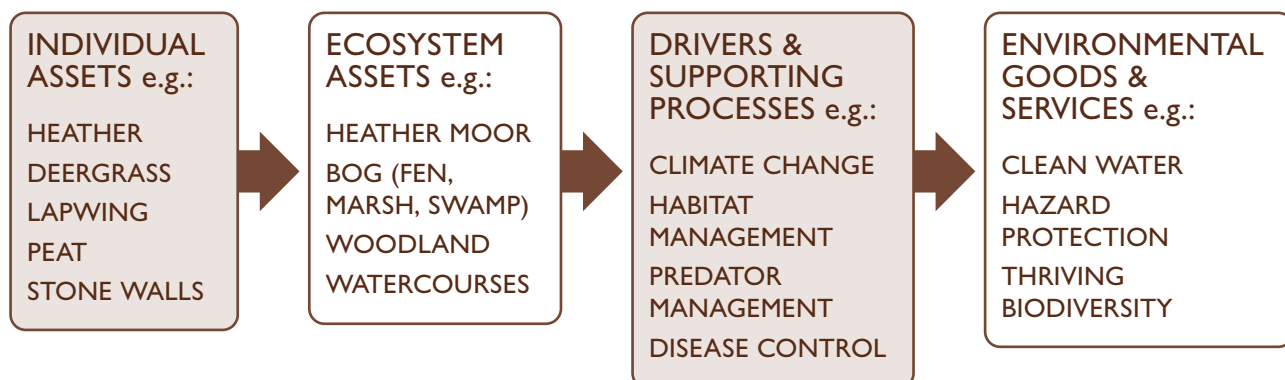 INDIVIDUAL
ASSETS e.g.:
HEATHER
DEERGRASS
LAPWING
PEAT
STONE WALLS
ECOSYSTEM
ASSETS e.g.:
HEATHER MOOR
BOG (FEN,
MARSH, SWAMP)
WOODLAND
WATERCOURSES
DRIVERS &
SUPPORTING
PROCESSES e.g.:
CLIMATE CHANGE
HABITAT
MANAGEMENT
PREDATOR
MANAGEMENT
DISEASE CONTROL
ENVIRONMENTAL
GOODS &
SERVICES e.g.:
CLEAN WATER
HAZARD
PROTECTION
THRIVING
BIODIVERSITY